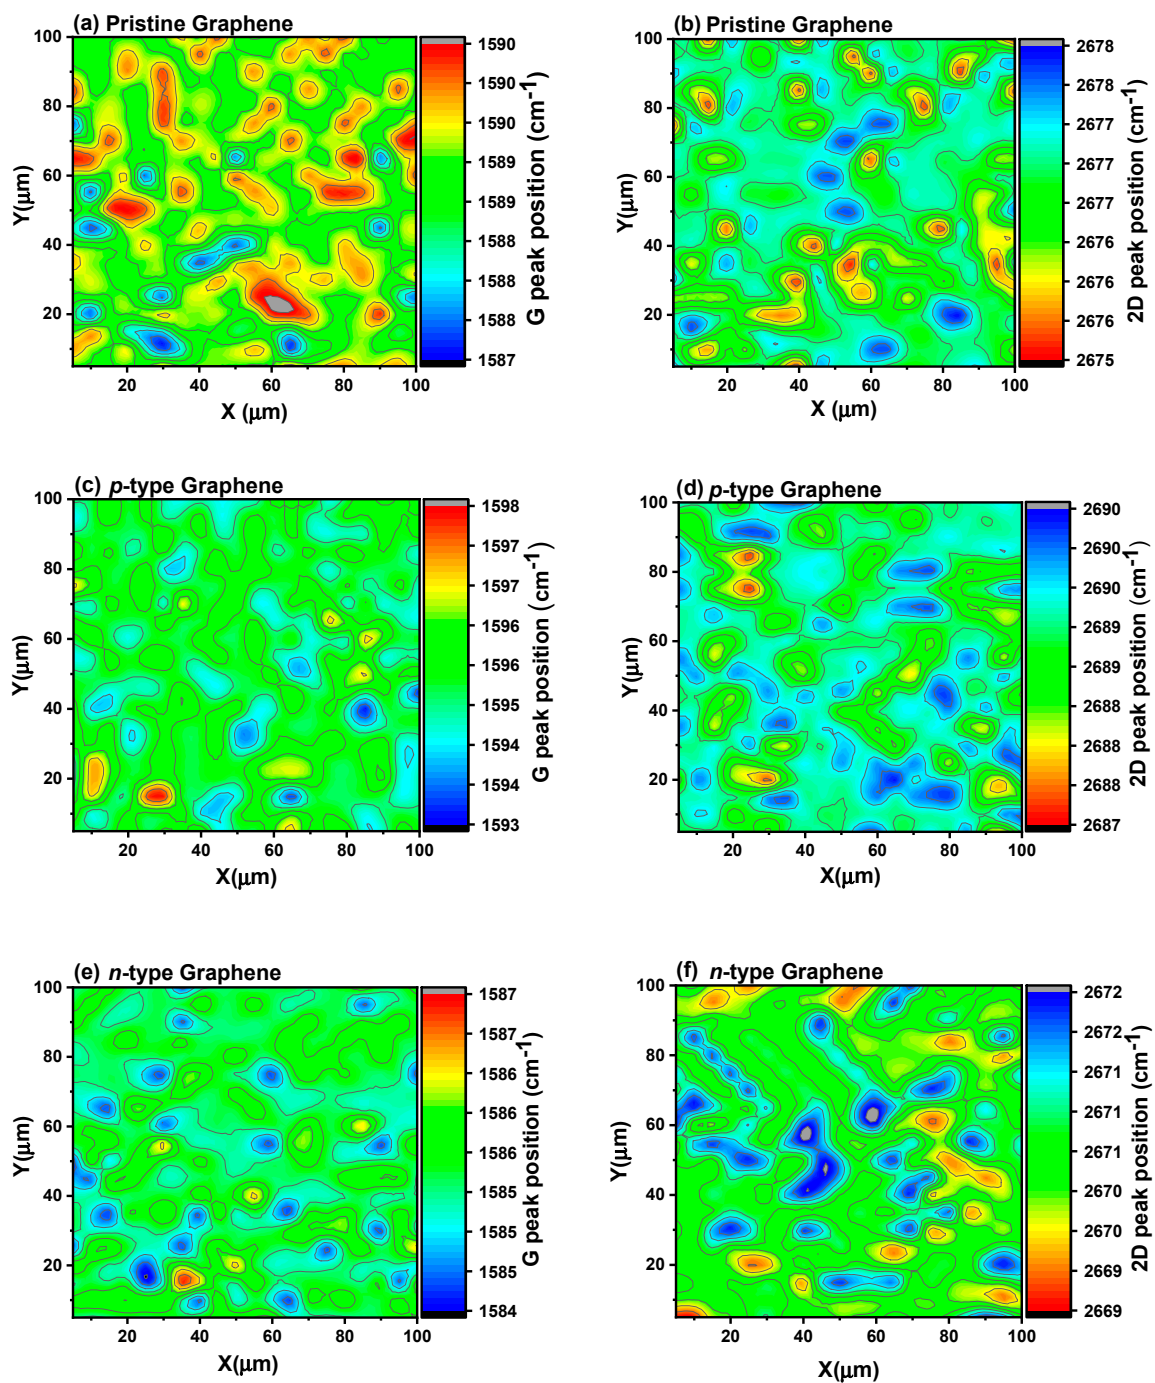 (a) Pristine Graphene
100
80
60
40
20
Y(μm)
20 40 60 80 100
X (μm)
1590
1590
1590
1589
1589
1588
1588
1588
1587
G peak position (cm-1)
(b) Pristine Graphene
100
80
60
40
20
Y(μm)
20 40 60 80 100
X (μm)
2678
2678
2677
2677
2677
2676
2676
2676
2675
2D peak position (cm-1)
(c) p-type Graphene
100
80
60
40
20
Y(μm)
20 40 60 80 100
X(μm)
1598
1597
1597
1596
1596
1595
1594
1594
1593
G peak position (cm-1)
(d) p-type Graphene
100
80
60
40
20
Y(μm)
20 40 60 80 100
X(μm)
2690
2690
2690
2689
2689
2688
2688
2688
2687
2D peak position (cm-1)
(e) n-type Graphene
100
80
60
40
20
Y(μm)
20 40 60 80 100
X(μm)
1587
1587
1586
1586
1586
1585
1585
1585
1584
G peak position (cm-1)
(f) n-type Graphene
100
80
60
40
20
Y(μm)
20 40 60 80 100
X(μm)
2672
2672
2671
2671
2671
2670
2670
2669
2669
2D peak position (cm-1)